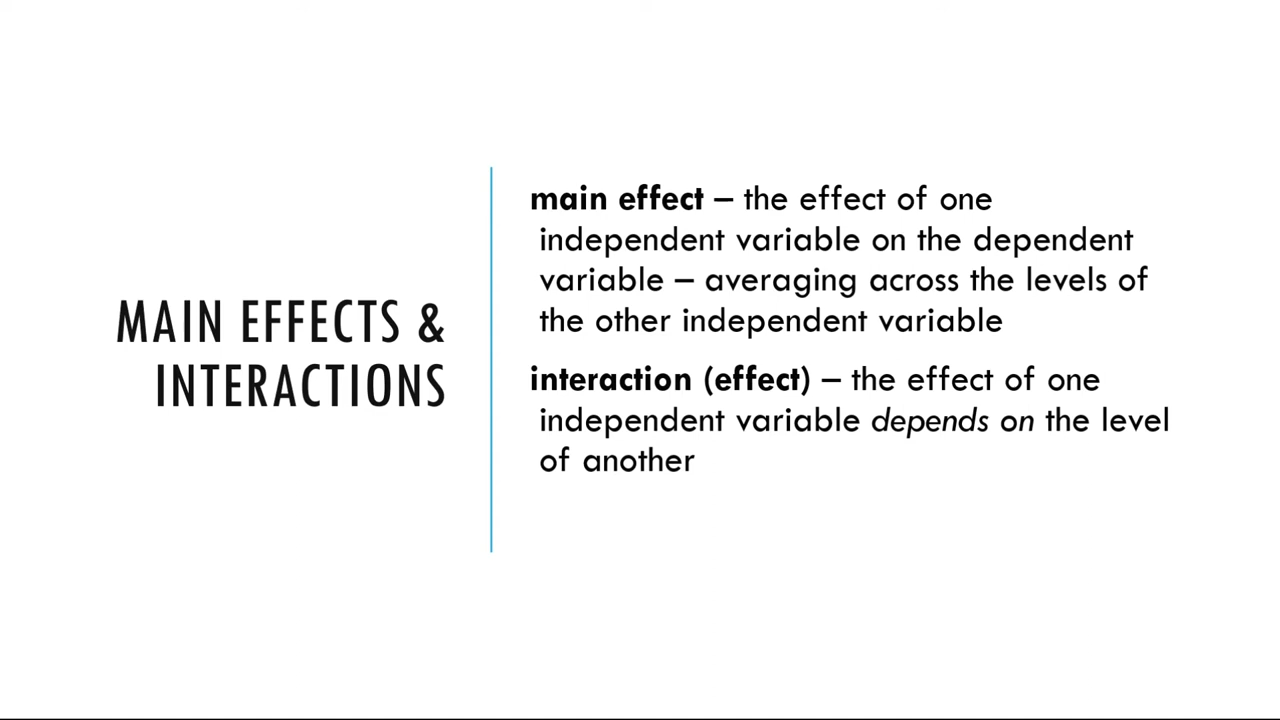 MAIN EFFECTS &
INTERACTIONS
main effect – the effect of one
independent variable on the dependent
variable – averaging across the levels of
the other independent variable
interaction (effect) – the effect of one
independent variable depends on the level
of another